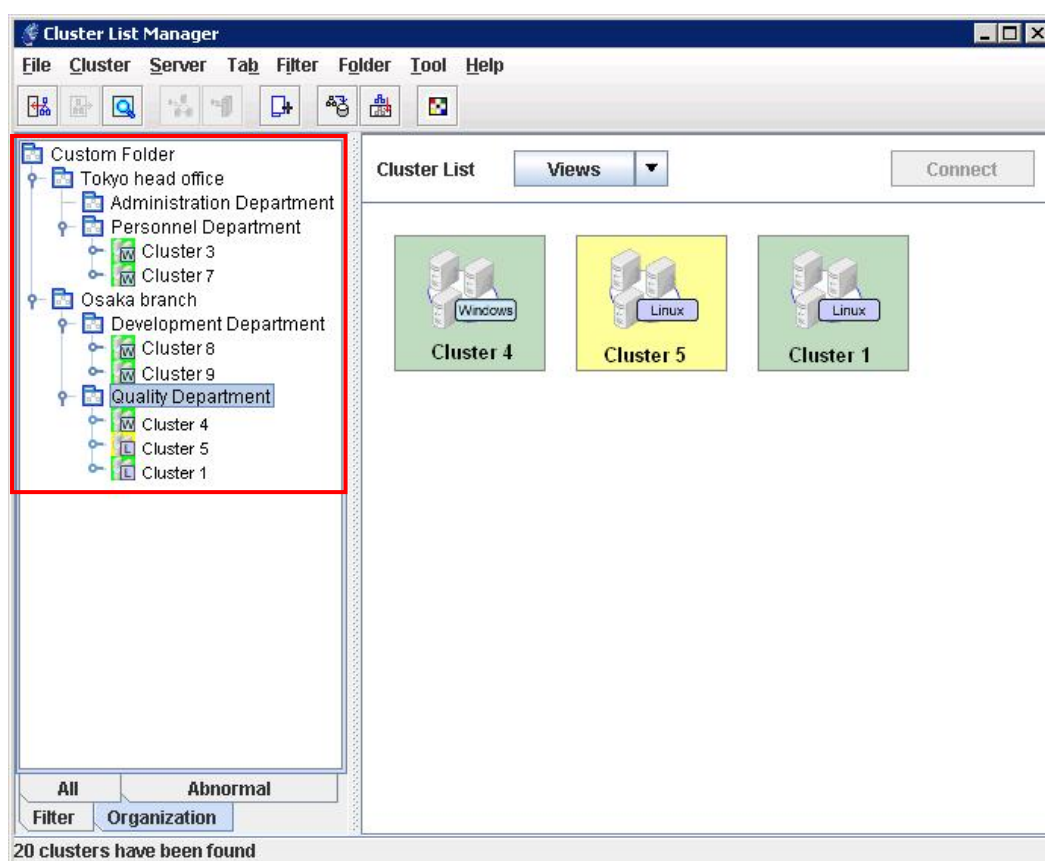 Cluster List Manager
File Cluster Server Tab Filter Folder Tool Help
Custom Folder
Tokyo head office
Administration Department
Personnel Department
W Cluster 3
W Cluster 7
Osaka branch
Development Department
W Cluster 8
W Cluster 9
Quality Department
W Cluster 4
L Cluster 5
L Cluster 1
All Abnormal
Filter Organization
Cluster List Views Connect
Windows Linux Linux
Cluster 4 Cluster 5 Cluster 1
20 clusters have been found